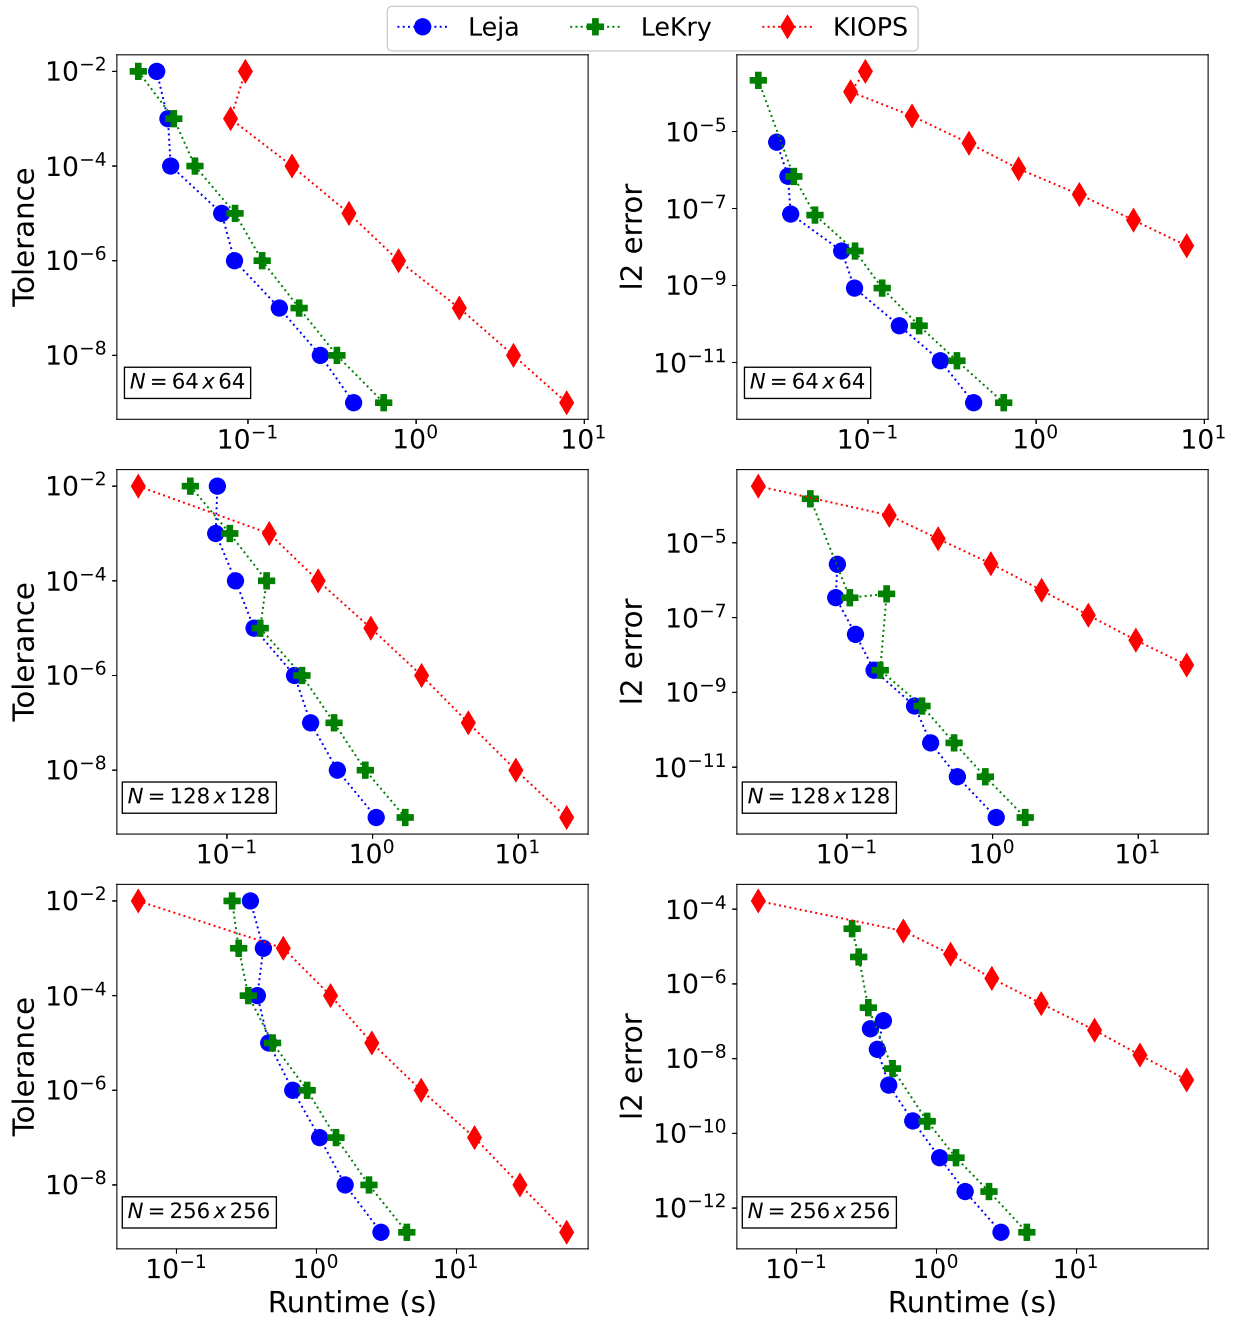 Leja LeKry KIOPS
10^-2
10^-4
10^-6
10^-8
Tolerance
N = 64 x 64
10^-1 10^0 10^1
10^-5
10^-7
10^-9
10^-11
l2 error
N = 64 x 64
10^-1 10^0 10^1
10^-2
10^-4
10^-6
10^-8
Tolerance
N = 128 x 128
10^-1 10^0 10^1
10^-5
10^-7
10^-9
10^-11
l2 error
N = 128 x 128
10^-1 10^0 10^1
10^-2
10^-4
10^-6
10^-8
Tolerance
N = 256 x 256
10^-1 10^0 10^1
Runtime (s)
10^-4
10^-6
10^-8
10^-10
10^-12
l2 error
N = 256 x 256
10^-1 10^0 10^1
Runtime (s)